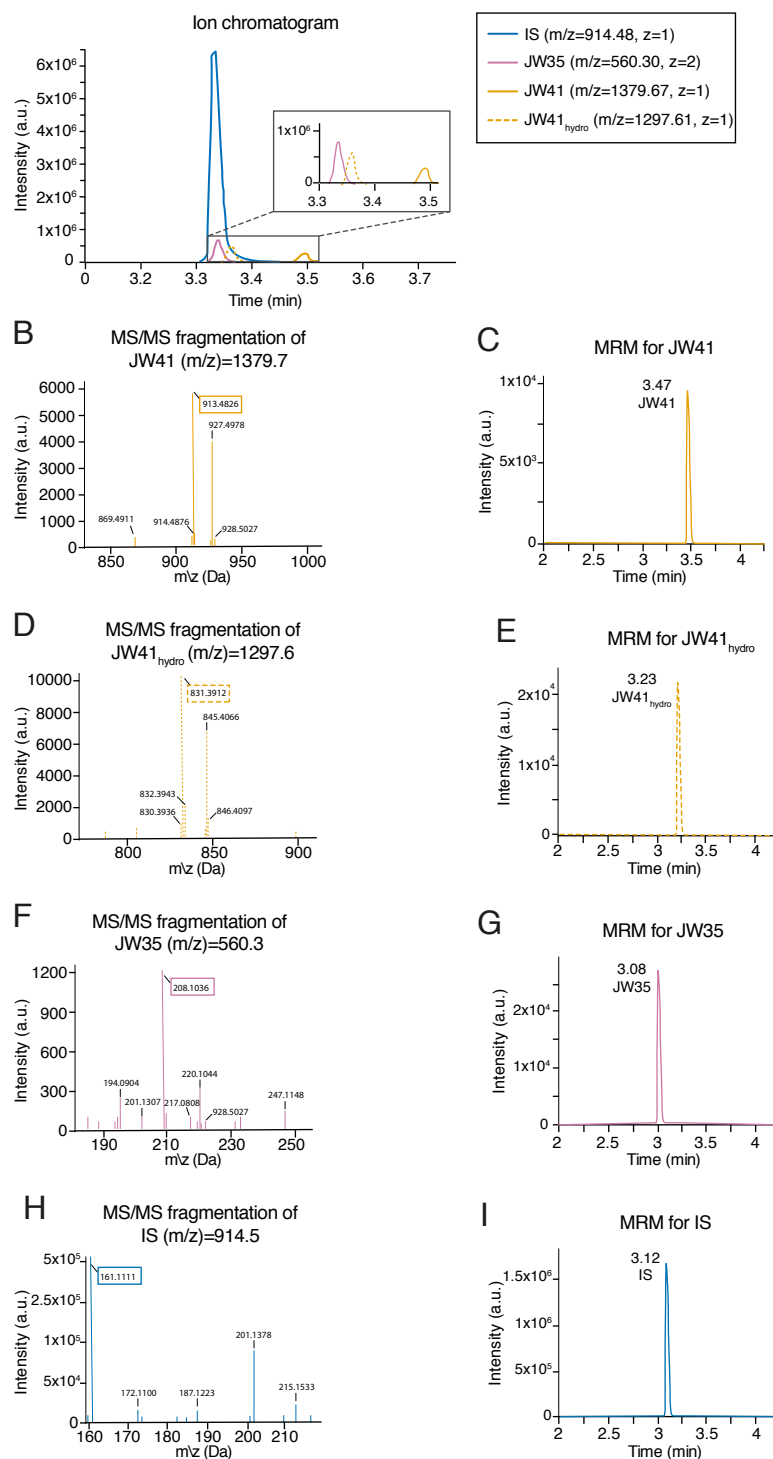 Ion chromatogram
IS (m/z=914.48, z=1)
JW35 (m/z=560.30, z=2)
JW41 (m/z=1379.67, z=1)
JW41hydro (m/z=1297.61, z=1)
Intesnsity (a.u.)
6x10⁶
5x10⁶
4x10⁶
3x10⁶
2x10⁶
1x10⁶
0
1x10⁶
0
3.3 3.4 3.5
0 3.2 3.3 3.4 3.5 3.6 3.7
Time (min)
B
MS/MS fragmentation of
JW41 (m/z)=1379.7
Intensity (a.u.)
6000
5000
4000
3000
2000
1000
0
913.4826
927.4978
869.4911
914.4876
928.5027
850 900 950 1000
m\z (Da)
C
MRM for JW41
Intensity (a.u.)
1x10⁴
5x10³
0
3.47
JW41
2 2.5 3 3.5 4
Time (min)
D
MS/MS fragmentation of
JW41hydro (m/z)=1297.6
Intensity (a.u.)
10000
8000
6000
4000
2000
0
831.3912
845.4066
832.3943
830.3936
846.4097
800 850 900
m\z (Da)
E
MRM for JW41hydro
Intensity (a.u.)
2x10⁴
1x10⁴
0
3.23
JW41hydro
2 2.5 3 3.5 4
Time (min)
F
MS/MS fragmentation of
JW35 (m/z)=560.3
Intensity (a.u.)
1200
900
600
300
0
208.1036
220.1044
194.0904
201.1307
217.0808
928.5027
247.1148
190 210 230 250
m\z (Da)
G
MRM for JW35
Intensity (a.u.)
2x10⁴
1x10⁴
0
3.08
JW35
2 2.5 3 3.5 4
Time (min)
H
MS/MS fragmentation of
IS (m/z)=914.5
Intensity (a.u.)
5x10⁵
2.5x10⁵
1x10⁵
5x10⁴
0
161.1111
201.1378
172.1100
187.1223
215.1533
160 170 180 190 200 210
m\z (Da)
I
MRM for IS
Intensity (a.u.)
1.5x10⁶
1x10⁶
5x10⁵
0
3.12
IS
2 2.5 3 3.5 4
Time (min)